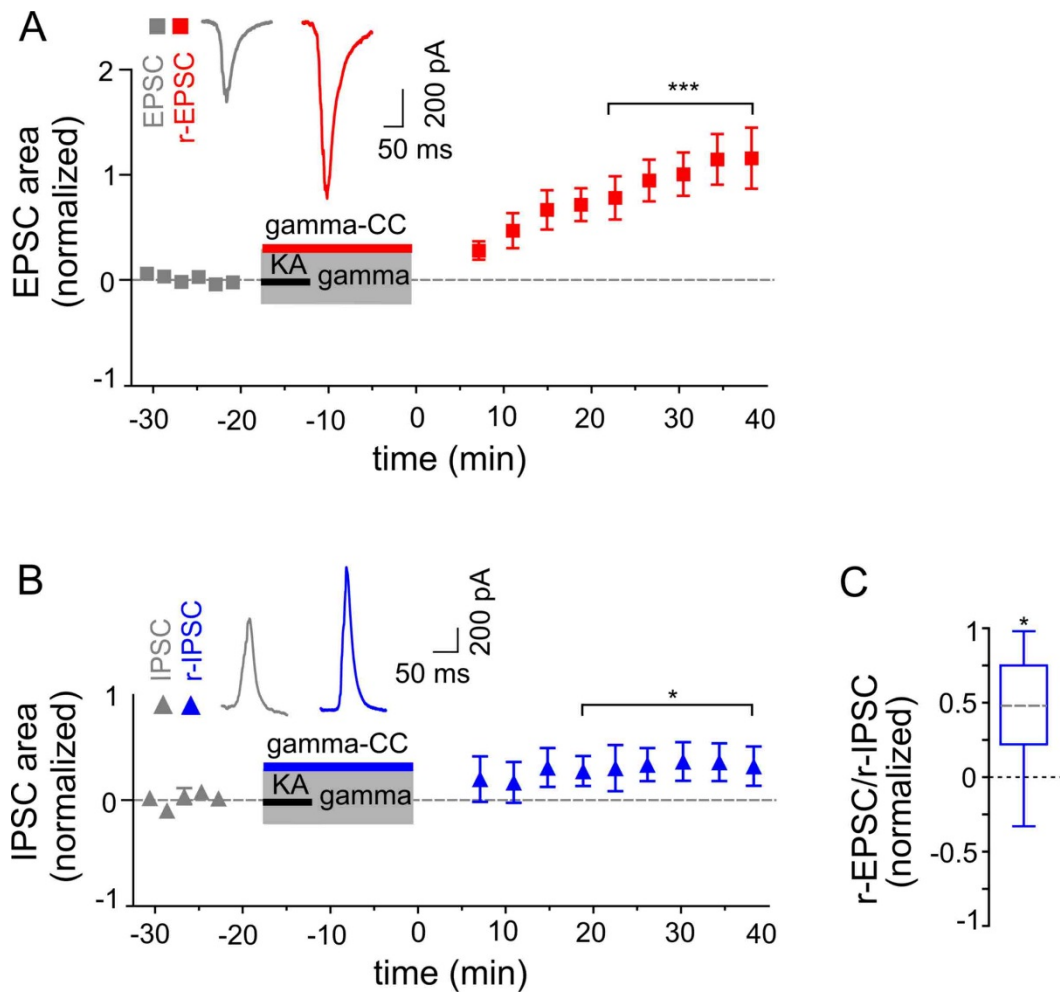 A
EPSC
r-EPSC
200 pA
50 ms
***
2
1
0
-1
EPSC area
(normalized)
gamma-CC
KA
gamma
-30
-20
-10
0
10
20
30
40
time (min)
B
IPSC
r-IPSC
200 pA
50 ms
*
1
0
-1
IPSC area
(normalized)
gamma-CC
KA
gamma
-30
-20
-10
0
10
20
30
40
time (min)
C
*
1
0.5
0
-0.5
-1
r-EPSC/r-IPSC
(normalized)